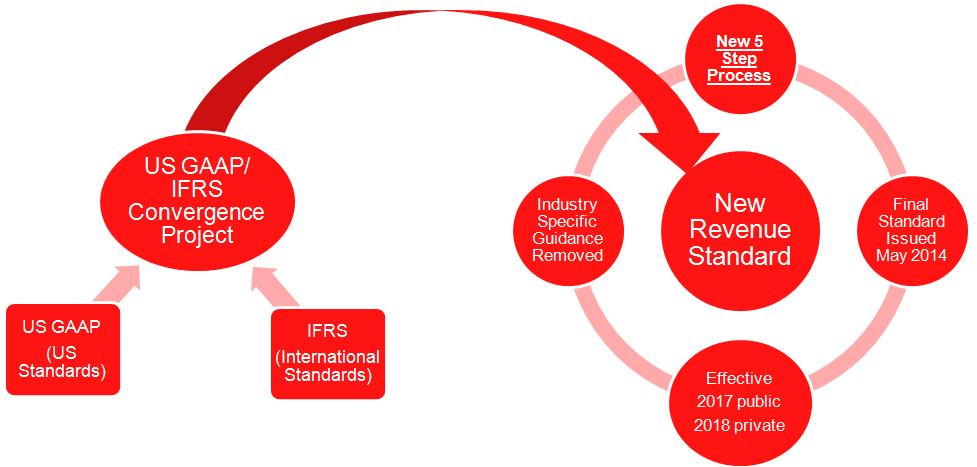 US GAAP/
IFRS
Convergence
Project
US GAAP
(US
Standards)
IFRS
(International
Standards)
New 5
Step
Process
Industry
Specific
Guidance
Removed
New
Revenue
Standard
Final
Standard
Issued
May 2014
Effective
2017 public
2018 private